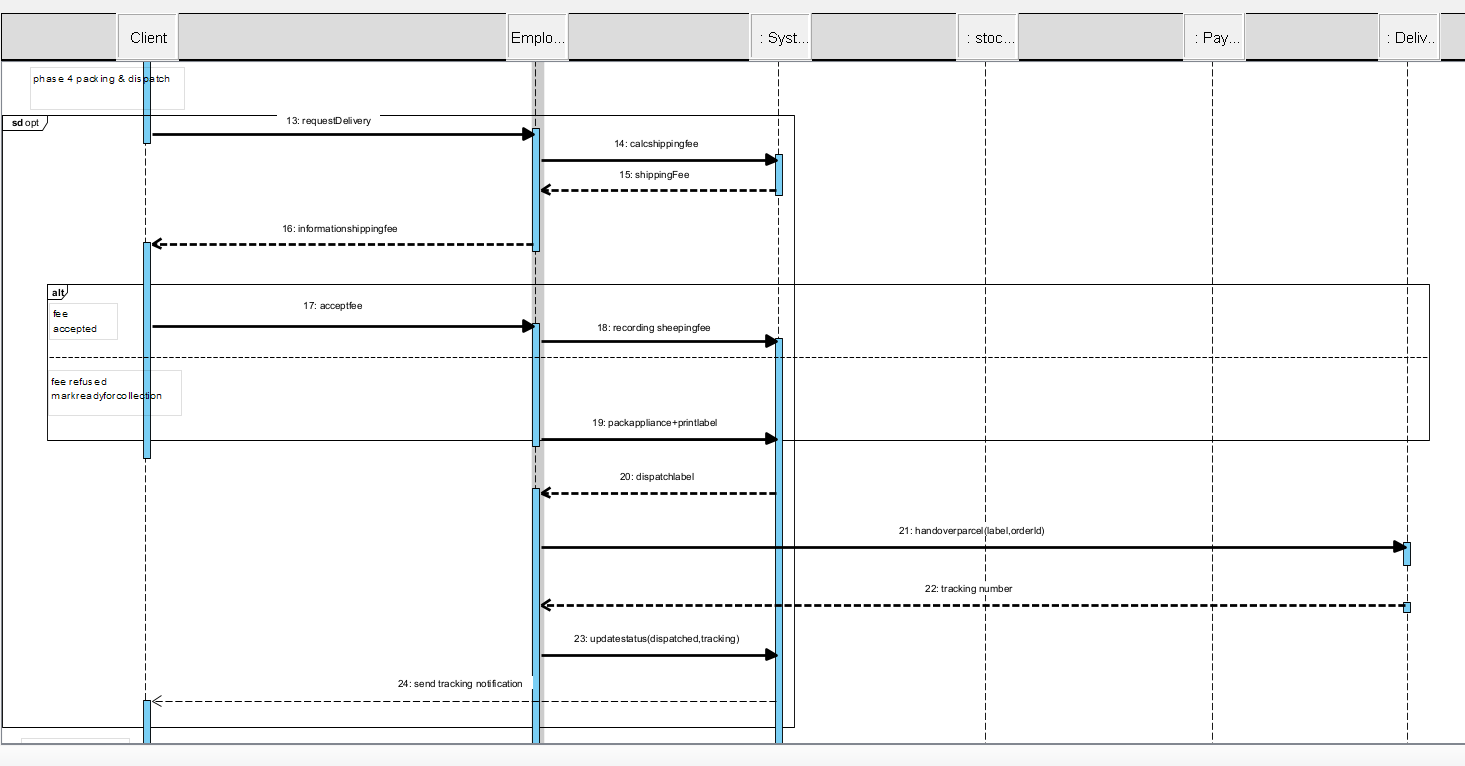 Client
Emplo...
: Syst...
: stoc...
: Pay...
: Deliv..
phase 4 packing & dispatch
sd opt
13: requestDelivery
14: calcshippingfee
15: shippingFee
16: informationshippingfee
alt
fee
accepted
17: acceptfee
18: recording sheepingfee
fee refused
markreadyforcollection
19: packappliance+printlabel
20: dispatchlabel
21: handoverparcel(label,orderId)
22: tracking number
23: updatestatus(dispatched,tracking)
24: send tracking notification